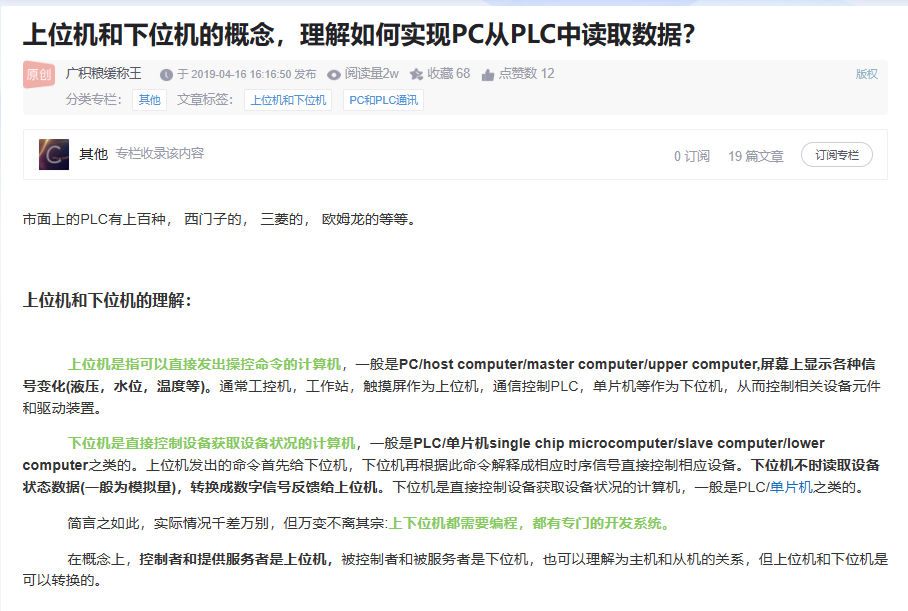 上位机和下位机的概念，理解如何实现PC从PLC中读取数据？
原创 广积粮缓称王 于 2019-04-16 16:16:50 发布 阅读量2w 收藏 68 点赞数 12 版权
分类专栏： 其他 文章标签： 上位机和下位机 PC和PLC通讯
其他 专栏收录该内容 0 订阅 19 篇文章 订阅专栏
市面上的PLC有上百种， 西门子的， 三菱的， 欧姆龙的等等。
上位机和下位机的理解：
上位机是指可以直接发出操控命令的计算机，一般是PC/host computer/master computer/upper computer,屏幕上显示各种信
号变化(液压，水位，温度等)。通常工控机，工作站，触摸屏作为上位机，通信控制PLC，单片机等作为下位机，从而控制相关设备元件
和驱动装置。
下位机是直接控制设备获取设备状况的计算机，一般是PLC/单片机single chip microcomputer/slave computer/lower
computer之类的。上位机发出的命令首先给下位机，下位机再根据此命令解释成相应时序信号直接控制相应设备。下位机不时读取设备
状态数据(一般为模拟量)，转换成数字信号反馈给上位机。下位机是直接控制设备获取设备状况的计算机，一般是PLC/单片机之类的。
简言之如此，实际情况千差万别，但万变不离其宗:上下位机都需要编程，都有专门的开发系统。
在概念上，控制者和提供服务者是上位机，被控制者和被服务者是下位机，也可以理解为主机和从机的关系，但上位机和下位机是
可以转换的。